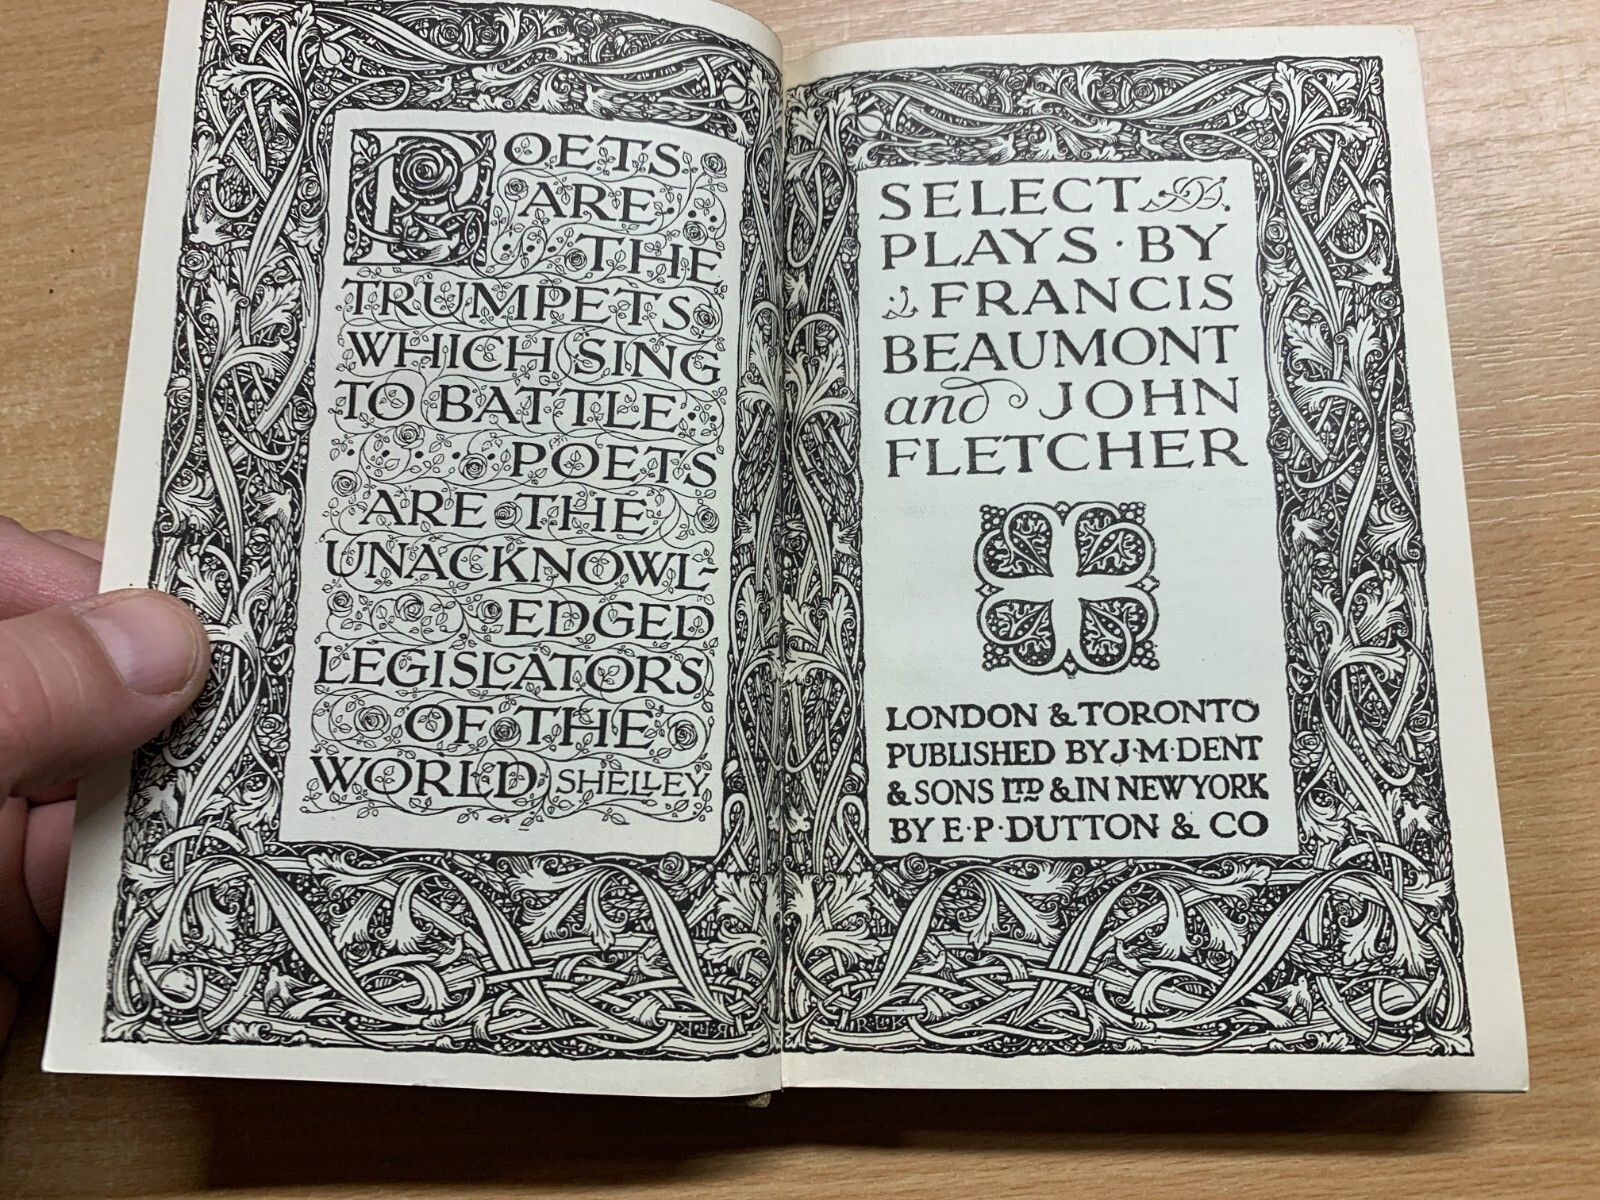 POETS
ARE
THE
TRUMPETS
WHICH SING
TO BATTLE
POETS
ARE THE
UNACKNOWL-
EDGED
LEGISLATORS
OF THE
WORLD SHELLEY
SELECT
PLAYS · BY
FRANCIS
BEAUMONT
and JOHN
FLETCHER
LONDON & TORONTO
PUBLISHED BY J·M·DENT
& SONS LTD & IN NEW YORK
BY E·P·DUTTON & CO